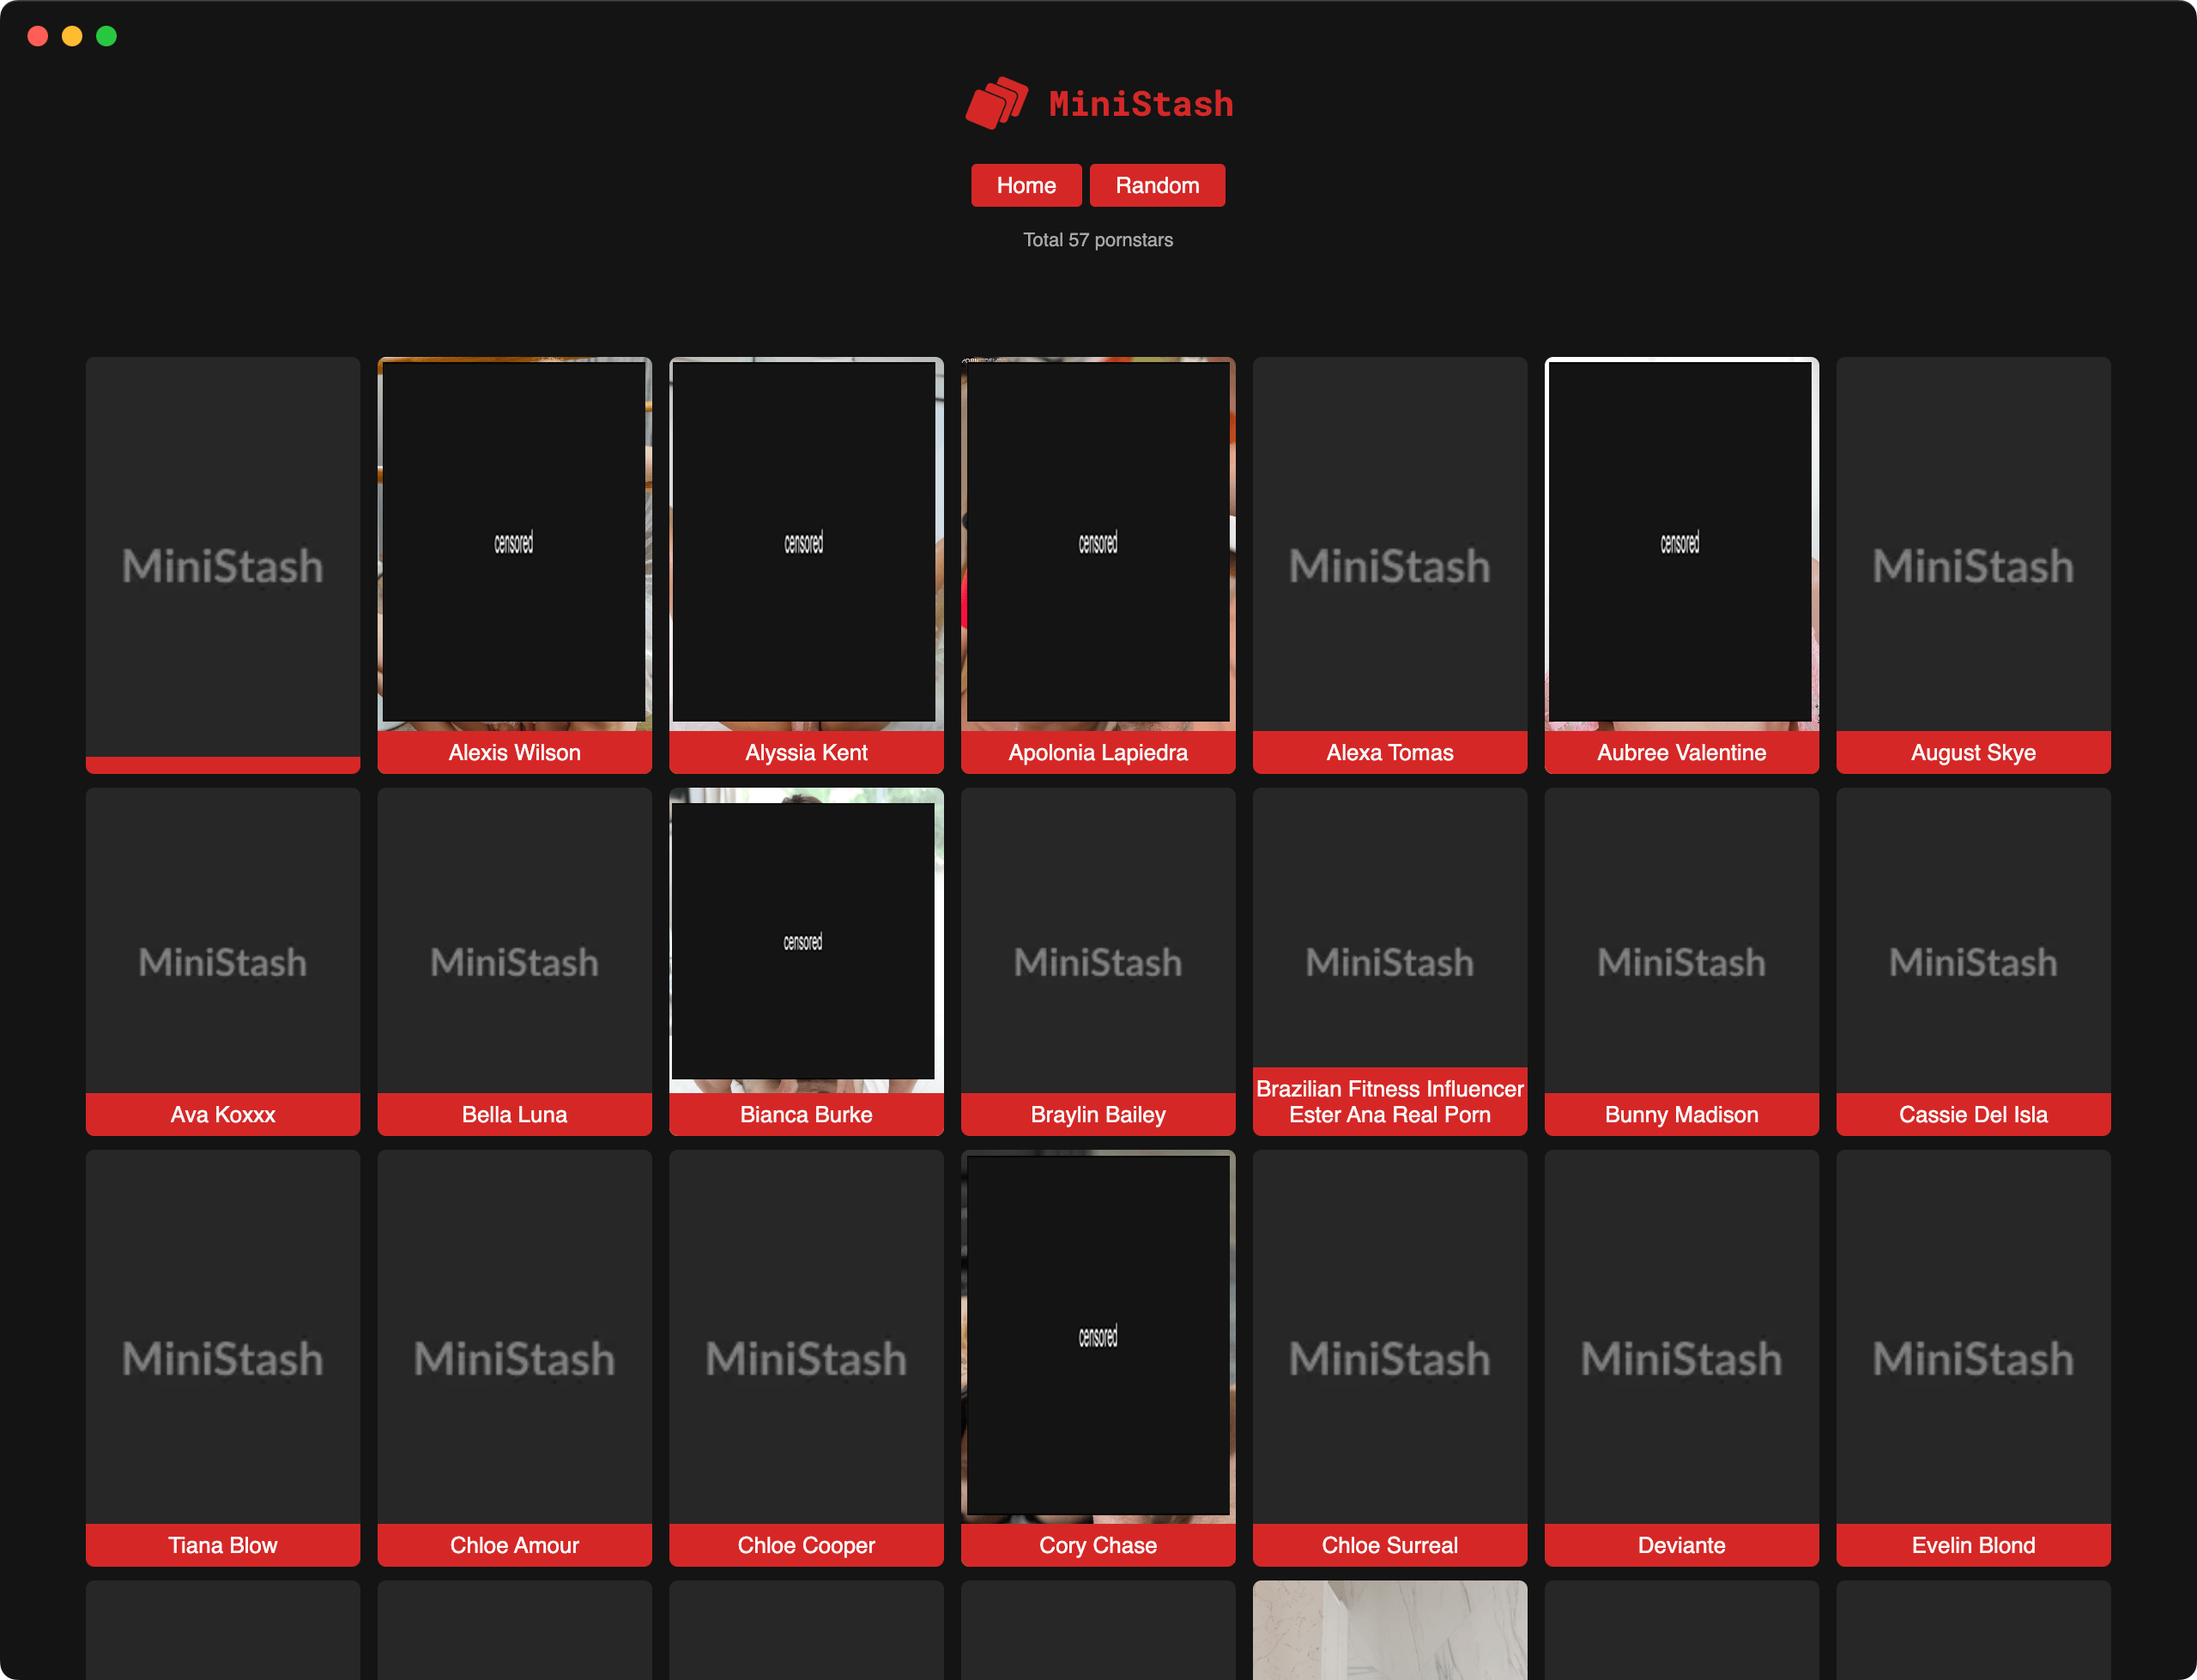 MiniStash
Home Random
Total 57 pornstars
MiniStash
censored
censored
censored
MiniStash
censored
MiniStash
Alexis Wilson
Alyssia Kent
Apolonia Lapiedra
Alexa Tomas
Aubree Valentine
August Skye
MiniStash
MiniStash
censored
MiniStash
MiniStash
MiniStash
MiniStash
Ava Koxxx
Bella Luna
Bianca Burke
Braylin Bailey
Brazilian Fitness Influencer
Ester Ana Real Porn
Bunny Madison
Cassie Del Isla
MiniStash
MiniStash
MiniStash
censored
MiniStash
MiniStash
MiniStash
Tiana Blow
Chloe Amour
Chloe Cooper
Cory Chase
Chloe Surreal
Deviante
Evelin Blond